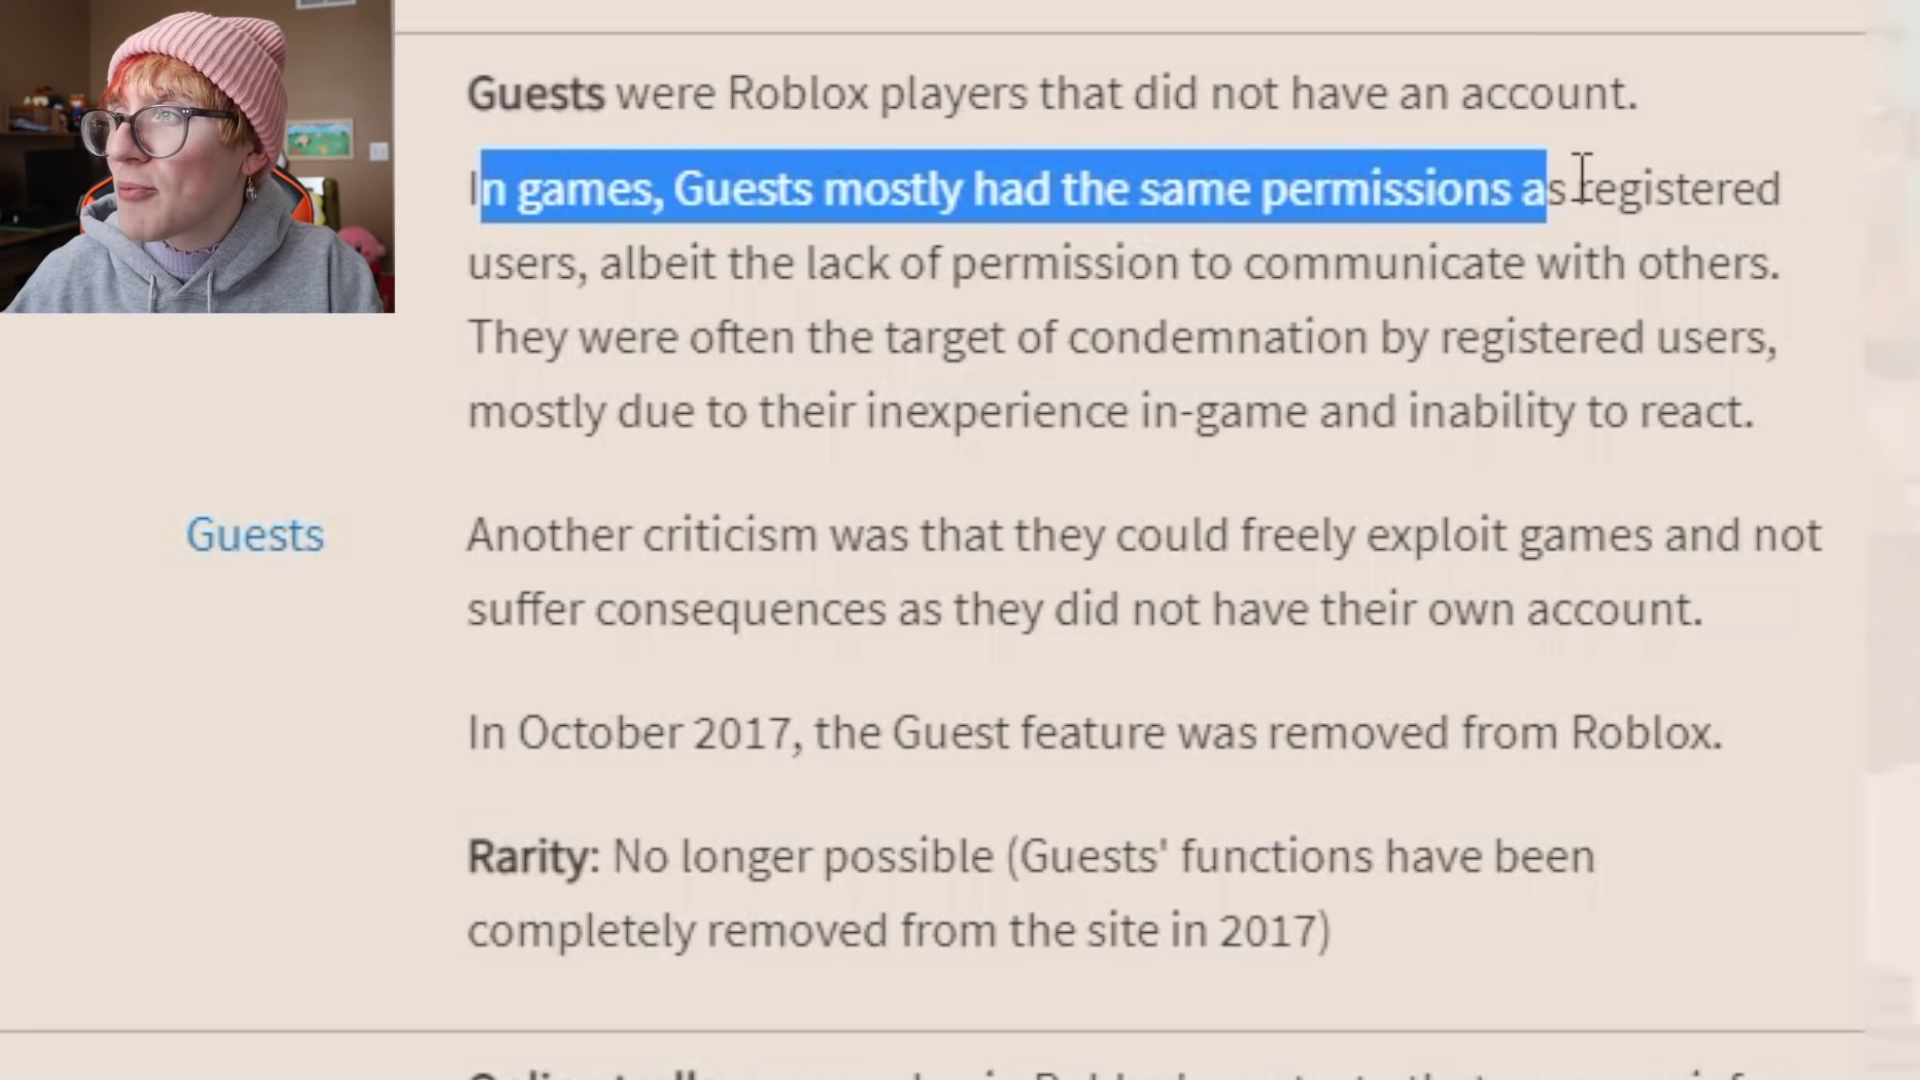 Guests were Roblox players that did not have an account.
In games, Guests mostly had the same permissions as registered
users, albeit the lack of permission to communicate with others.
They were often the target of condemnation by registered users,
mostly due to their inexperience in-game and inability to react.
Guests
Another criticism was that they could freely exploit games and not
suffer consequences as they did not have their own account.
In October 2017, the Guest feature was removed from Roblox.
Rarity: No longer possible (Guests' functions have been
completely removed from the site in 2017)